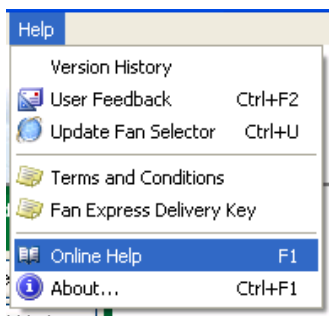 Help
Version History
User Feedback Ctrl+F2
Update Fan Selector Ctrl+U
Terms and Conditions
Fan Express Delivery Key
Online Help F1
About... Ctrl+F1